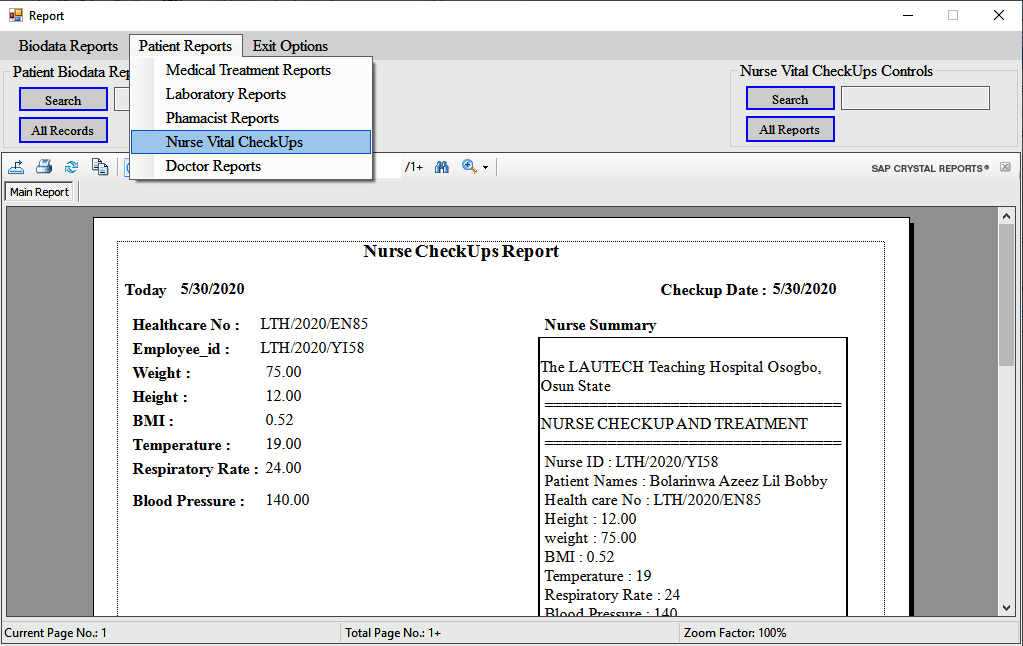 Report
Biodata Reports Patient Reports Exit Options
Patient Biodata Rep
Search
All Records
Medical Treatment Reports
Laboratory Reports
Phamacist Reports
Nurse Vital CheckUps
Doctor Reports
Nurse Vital CheckUps Controls
Search
All Reports
/1+
SAP CRYSTAL REPORTS®
Main Report
Nurse CheckUps Report
Today 5/30/2020
Checkup Date : 5/30/2020
Healthcare No : LTH/2020/EN85
Employee_id : LTH/2020/YI58
Weight : 75.00
Height : 12.00
BMI : 0.52
Temperature : 19.00
Respiratory Rate : 24.00
Blood Pressure : 140.00
Nurse Summary
The LAUTECH Teaching Hospital Osogbo,
Osun State
=================================
NURSE CHECKUP AND TREATMENT
=================================
Nurse ID : LTH/2020/YI58
Patient Names : Bolarinwa Azeez Lil Bobby
Health care No : LTH/2020/EN85
Height : 12.00
weight : 75.00
BMI : 0.52
Temperature : 19
Respiratory Rate : 24
Blood Pressure : 140
Current Page No.: 1
Total Page No.: 1+
Zoom Factor: 100%